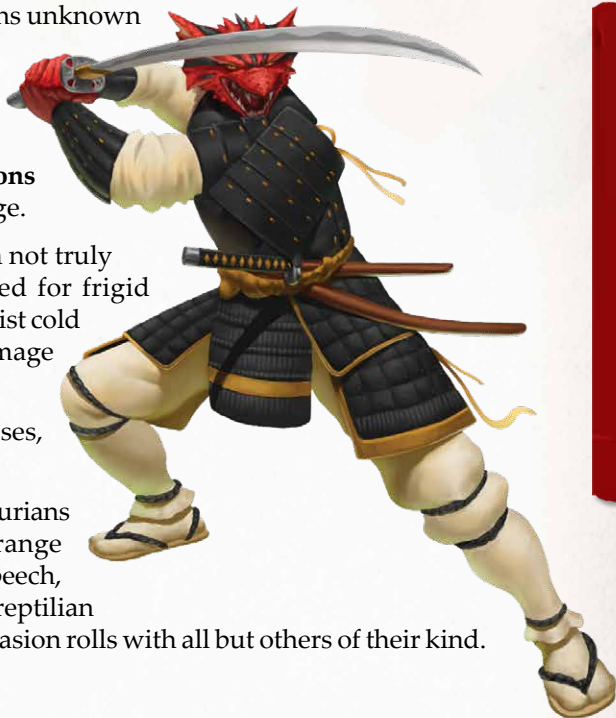 ns unknown
ons
ge.
not truly
ed for frigid
ist cold
mage
oses,
urians
range
peech,
reptilian
asion rolls with all but others of their kind.